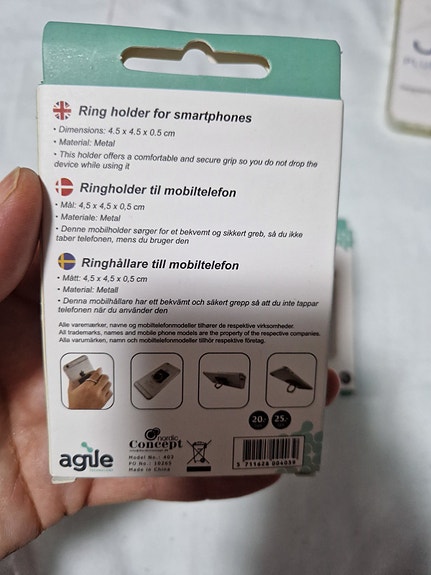 Ring holder for smartphones
• Dimensions: 4.5 x 4.5 x 0.5 cm
• Material: Metal
• This holder offers a comfortable and secure grip so you do not drop the
device while using it
Ringholder til mobiltelefon
• Mål: 4,5 x 4,5 x 0,5 cm
• Materiale: Metal
• Denne mobilholder sørger for et bekvemt og sikkert greb, så du ikke
taber telefonen, mens du bruger den
Ringhållare till mobiltelefon
• Mått: 4,5 x 4,5 x 0,5 cm
• Material: Metall
• Denna mobilhållare har ett bekvämt och säkert grepp så att du inte tappar
telefonen när du använder den
Alle varemærker, navne og mobiltelefonmodeller tilhører de respektive virksomheder.
All trademarks, names and mobile phone models are the property of the respective companies.
Alla varumärken, namn och mobiltelefonmodeller tillhör respektive företag.
20.- 25.-
agile
nordic
Concept
Model No.: 403
PO No.: 10265
Made in China
5 711628 004039